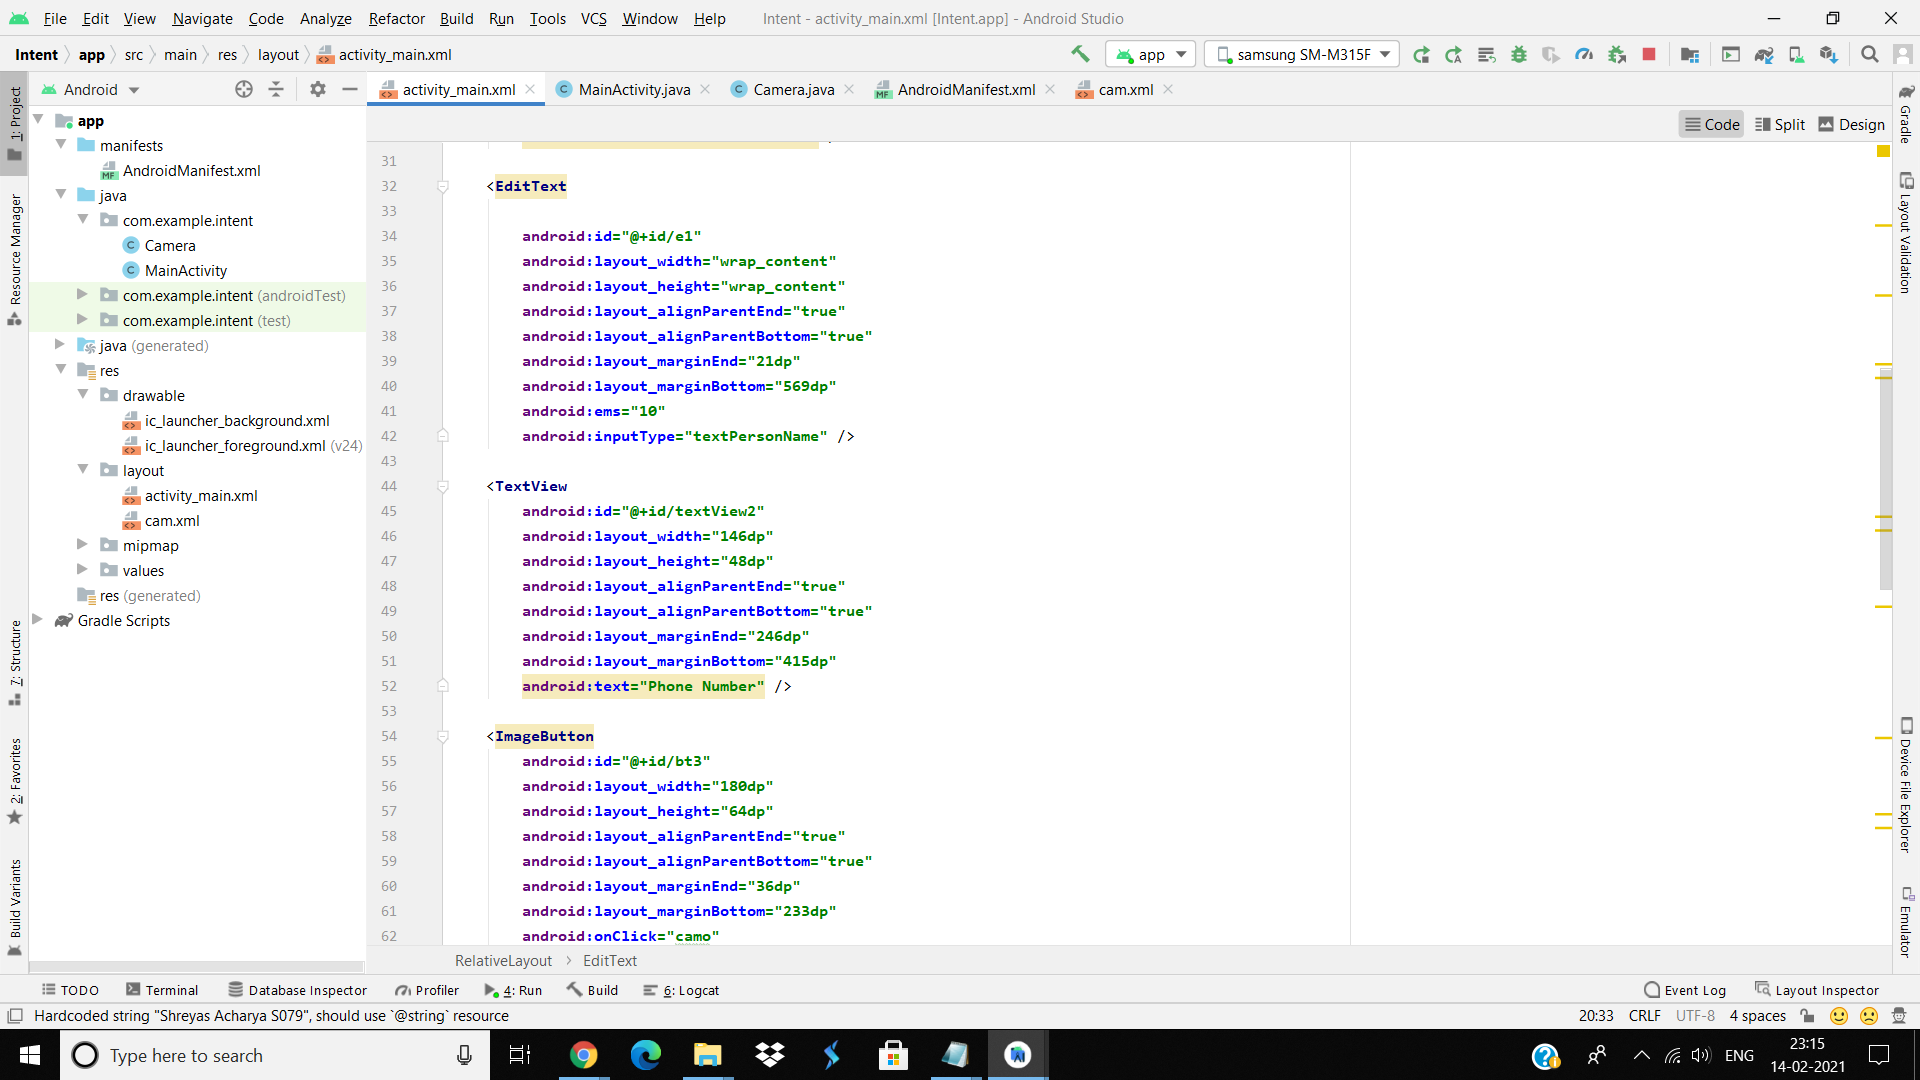 File Edit View Navigate Code Analyze Refactor Build Run Tools VCS Window Help Intent - activity_main.xml [Intent.app] - Android Studio
Intent app src main res layout activity_main.xml app samsung SM-M315F
Android activity_main.xml MainActivity.java Camera.java AndroidManifest.xml cam.xml
Code Split Design
1: Project
Resource Manager
7: Structure
2: Favorites
Build Variants
app
manifests
AndroidManifest.xml
java
com.example.intent
Camera
MainActivity
com.example.intent (androidTest)
com.example.intent (test)
java (generated)
res
drawable
ic_launcher_background.xml
ic_launcher_foreground.xml (v24)
layout
activity_main.xml
cam.xml
mipmap
values
res (generated)
Gradle Scripts
31
32 <EditText
33
34 android:id="@+id/e1"
35 android:layout_width="wrap_content"
36 android:layout_height="wrap_content"
37 android:layout_alignParentEnd="true"
38 android:layout_alignParentBottom="true"
39 android:layout_marginEnd="21dp"
40 android:layout_marginBottom="569dp"
41 android:ems="10"
42 android:inputType="textPersonName" />
43
44 <TextView
45 android:id="@+id/textView2"
46 android:layout_width="146dp"
47 android:layout_height="48dp"
48 android:layout_alignParentEnd="true"
49 android:layout_alignParentBottom="true"
50 android:layout_marginEnd="246dp"
51 android:layout_marginBottom="415dp"
52 android:text="Phone Number" />
53
54 <ImageButton
55 android:id="@+id/bt3"
56 android:layout_width="180dp"
57 android:layout_height="64dp"
58 android:layout_alignParentEnd="true"
59 android:layout_alignParentBottom="true"
60 android:layout_marginEnd="36dp"
61 android:layout_marginBottom="233dp"
62 android:onClick="camo"
RelativeLayout EditText
Gradle
Layout Validation
Device File Explorer
Emulator
TODO Terminal Database Inspector Profiler 4: Run Build 6: Logcat Event Log Layout Inspector
Hardcoded string "Shreyas Acharya S079", should use `@string` resource 20:33 CRLF UTF-8 4 spaces
Type here to search ENG 23:15
14-02-2021